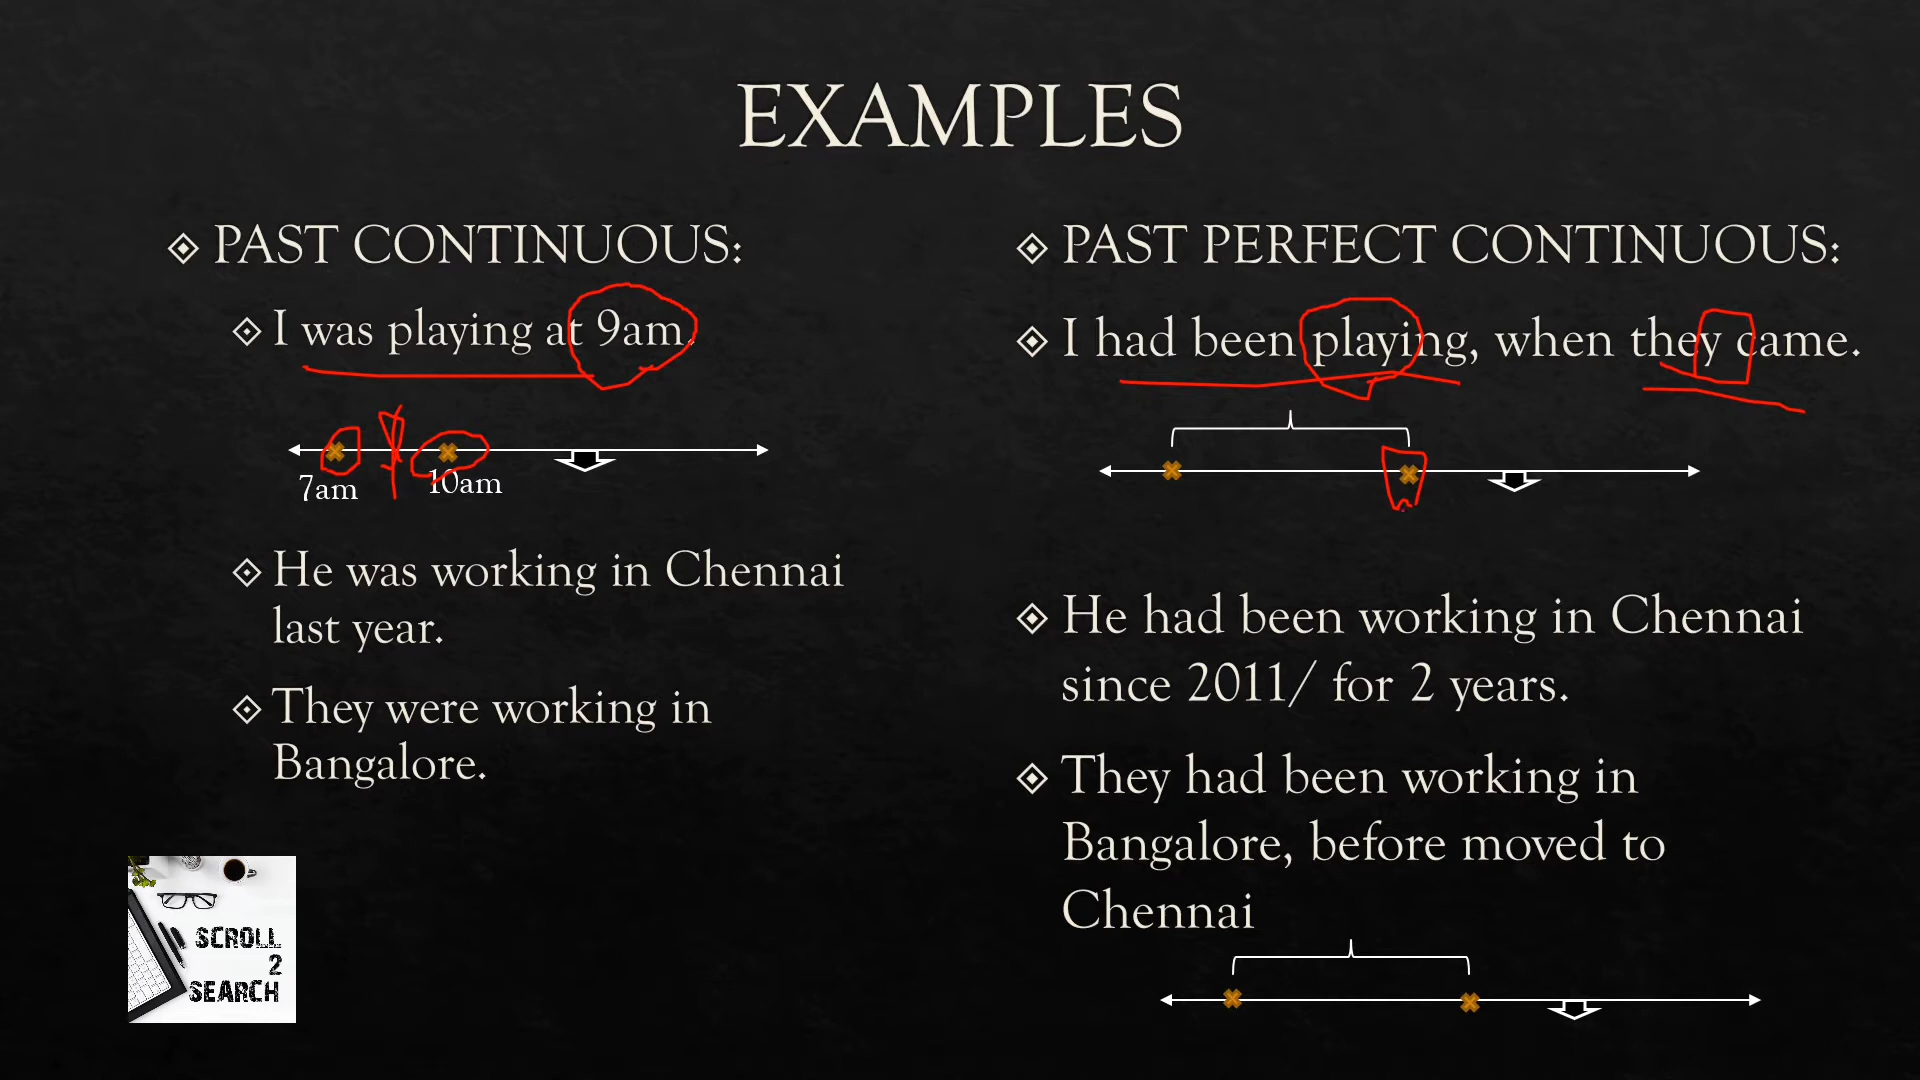 EXAMPLES
PAST CONTINUOUS:
I was playing at 9am.
7am
10am
He was working in Chennai
last year.
They were working in
Bangalore.
PAST PERFECT CONTINUOUS:
I had been playing, when they came.
He had been working in Chennai
since 2011/ for 2 years.
They had been working in
Bangalore, before moved to
Chennai
SCROLL
2
SEARCH